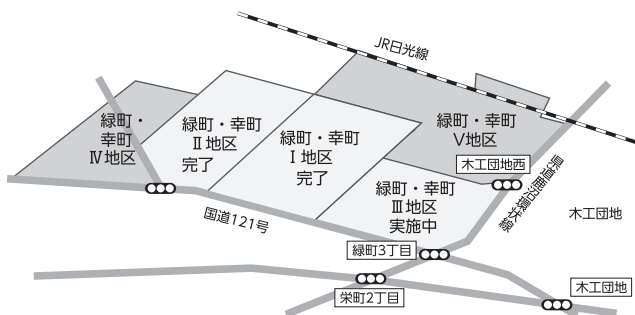 JR日光線
緑町・
幸町
Ⅳ地区
緑町・幸町
Ⅱ地区
完了
緑町・幸町
Ⅰ地区
完了
緑町・幸町
Ⅴ地区
木工団地西
県道鹿沼環状線
緑町・幸町
Ⅲ地区
実施中
木工団地
国道121号
緑町3丁目
栄町2丁目
木工団地